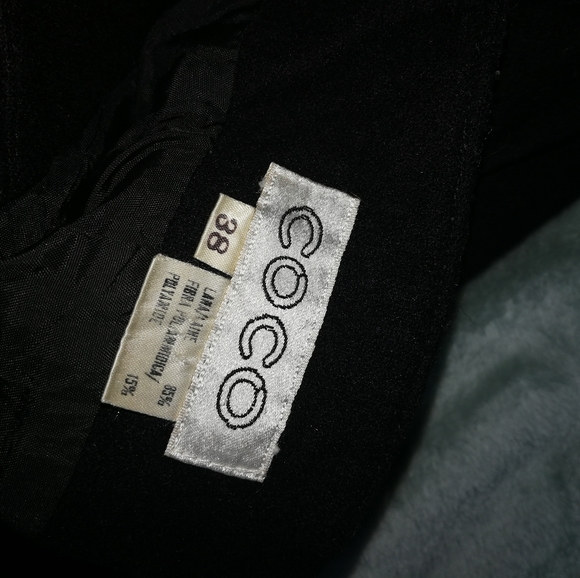 COCO
38
LANA/LAINE 85%
FIBRA POLIAMMIDICA/
POLYAMIDE 15%